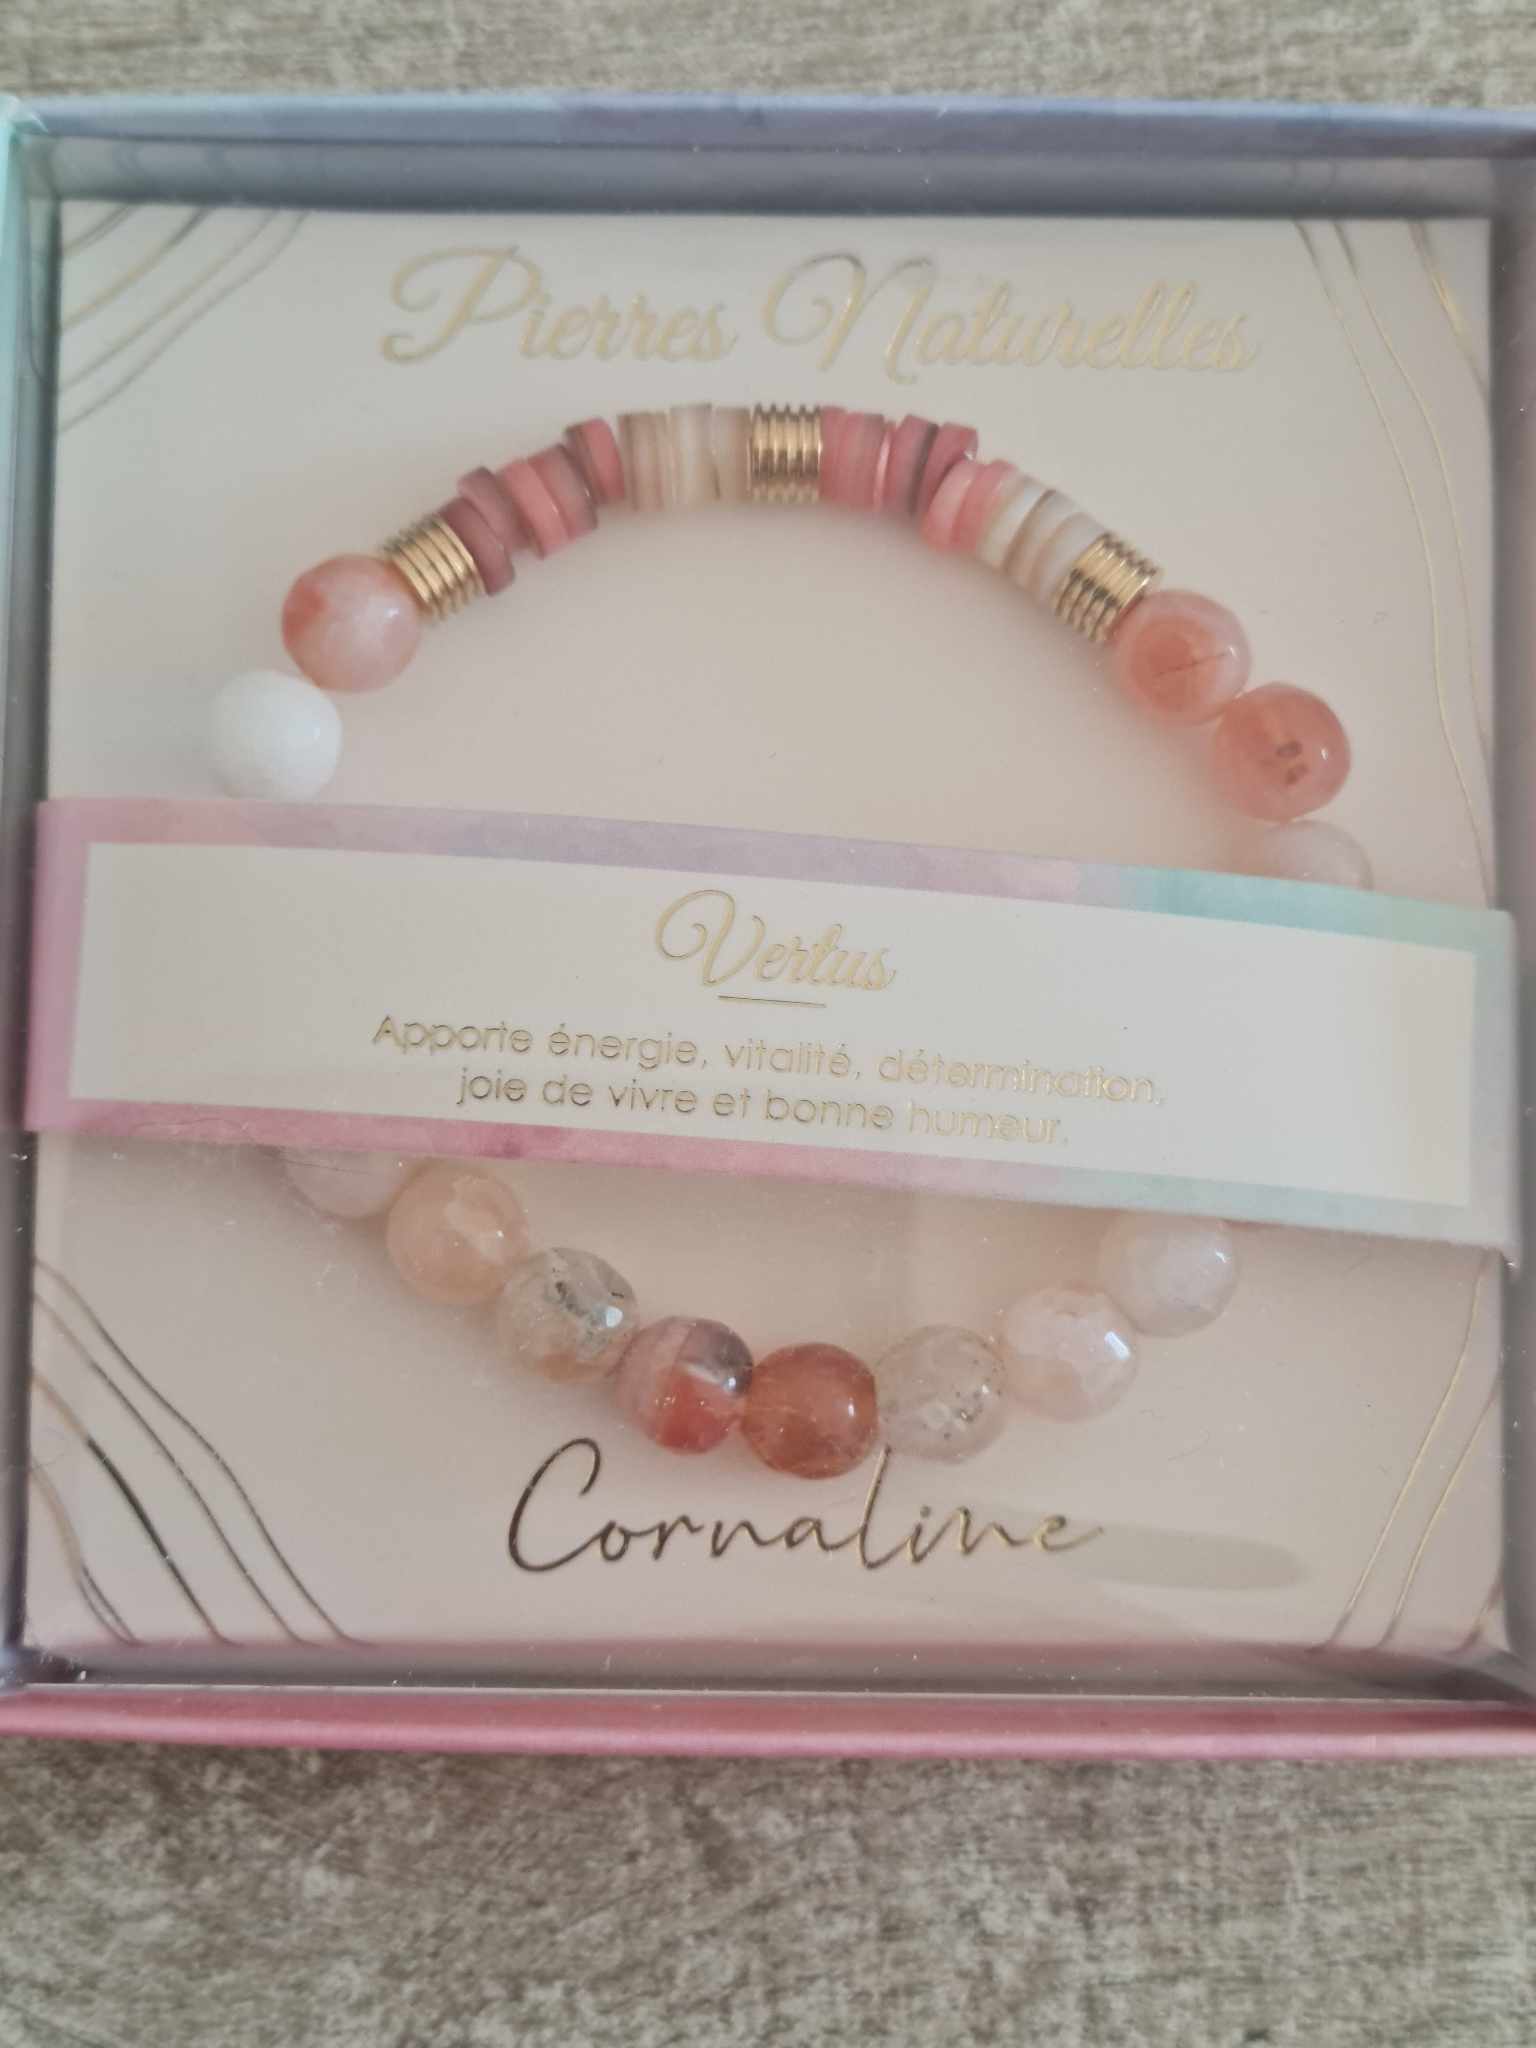 Pierres Naturelles
Vertus
Apporte énergie, vitalité, détermination,
joie de vivre et bonne humeur.
Cornaline